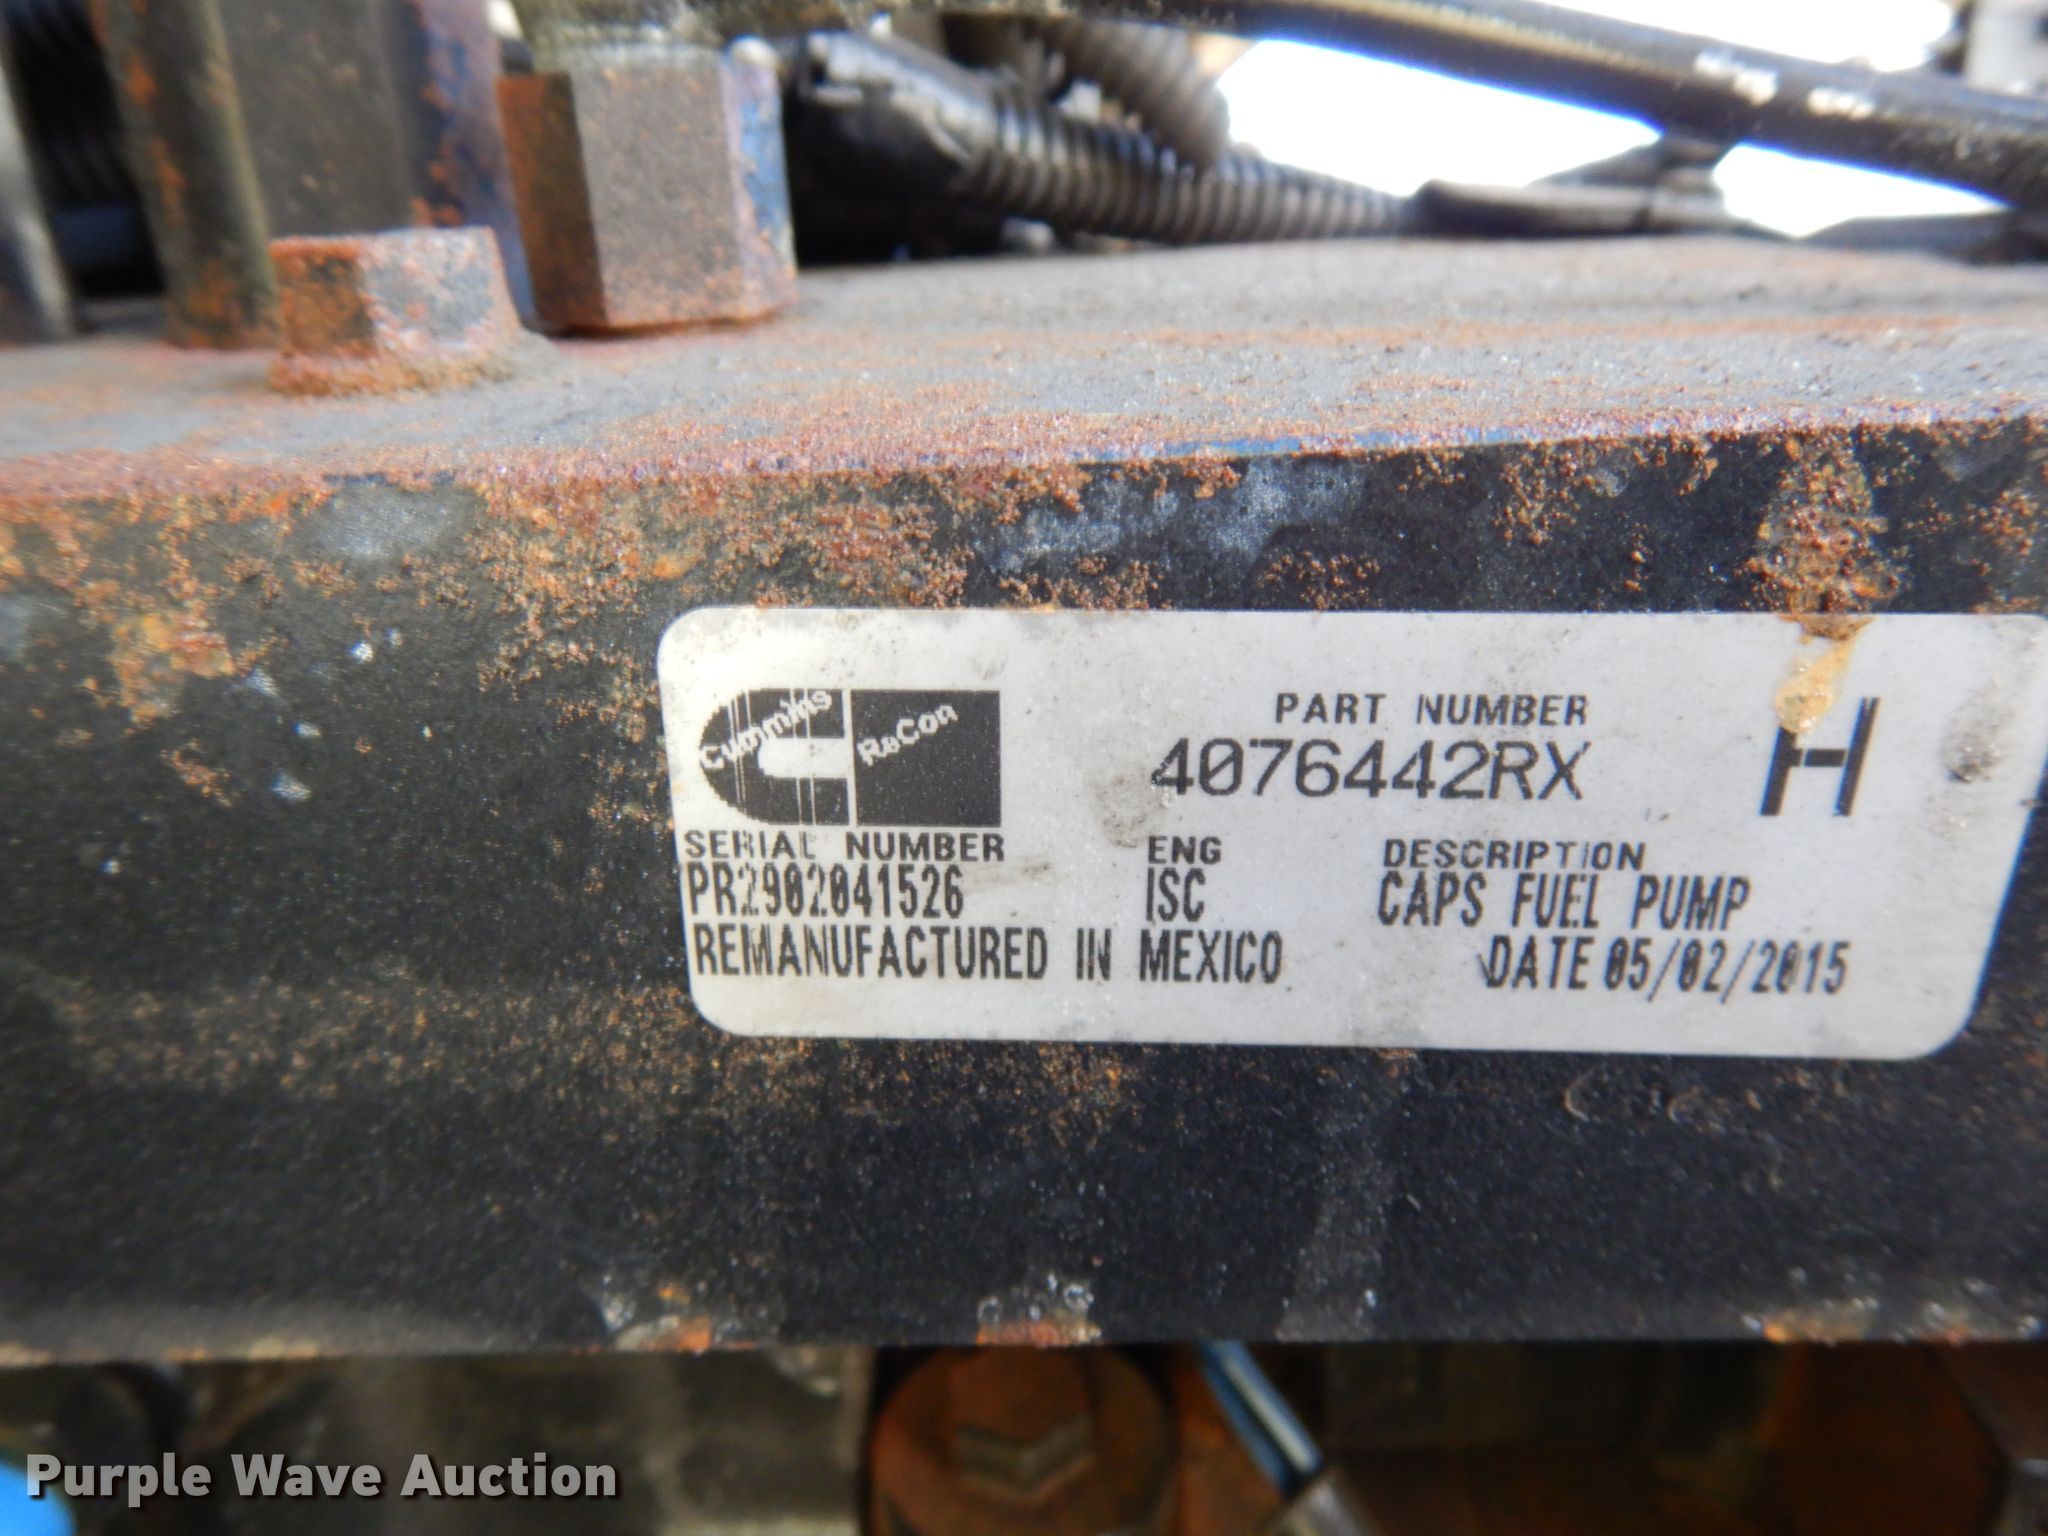 Cummins ReCon
PART NUMBER
4076442RX
H
SERIAL NUMBER ENG DESCRIPTION
PR2902041526 ISC CAPS FUEL PUMP
REMANUFACTURED IN MEXICO DATE 05/02/2015
Purple Wave Auction